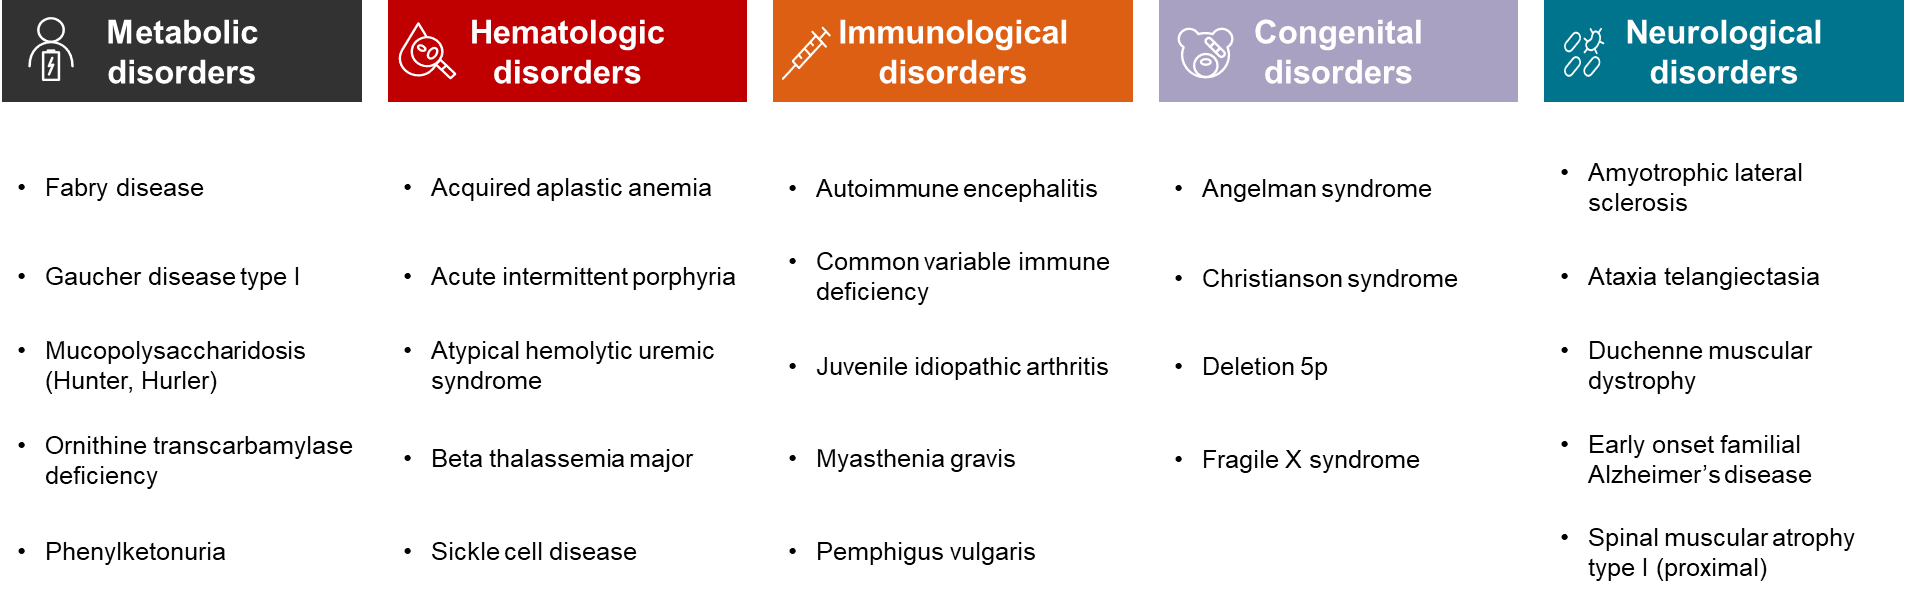 Metabolic
disorders
• Fabry disease
• Gaucher disease type I
• Mucopolysaccharidosis
(Hunter, Hurler)
• Ornithine transcarbamylase
deficiency
• Phenylketonuria
Hematologic
disorders
• Acquired aplastic anemia
• Acute intermittent porphyria
• Atypical hemolytic uremic
syndrome
• Beta thalassemia major
• Sickle cell disease
Immunological
disorders
• Autoimmune encephalitis
• Common variable immune
deficiency
• Juvenile idiopathic arthritis
• Myasthenia gravis
• Pemphigus vulgaris
Congenital
disorders
• Angelman syndrome
• Christianson syndrome
• Deletion 5p
• Fragile X syndrome
Neurological
disorders
• Amyotrophic lateral
sclerosis
• Ataxia telangiectasia
• Duchenne muscular
dystrophy
• Early onset familial
Alzheimer’s disease
• Spinal muscular atrophy
type I (proximal)